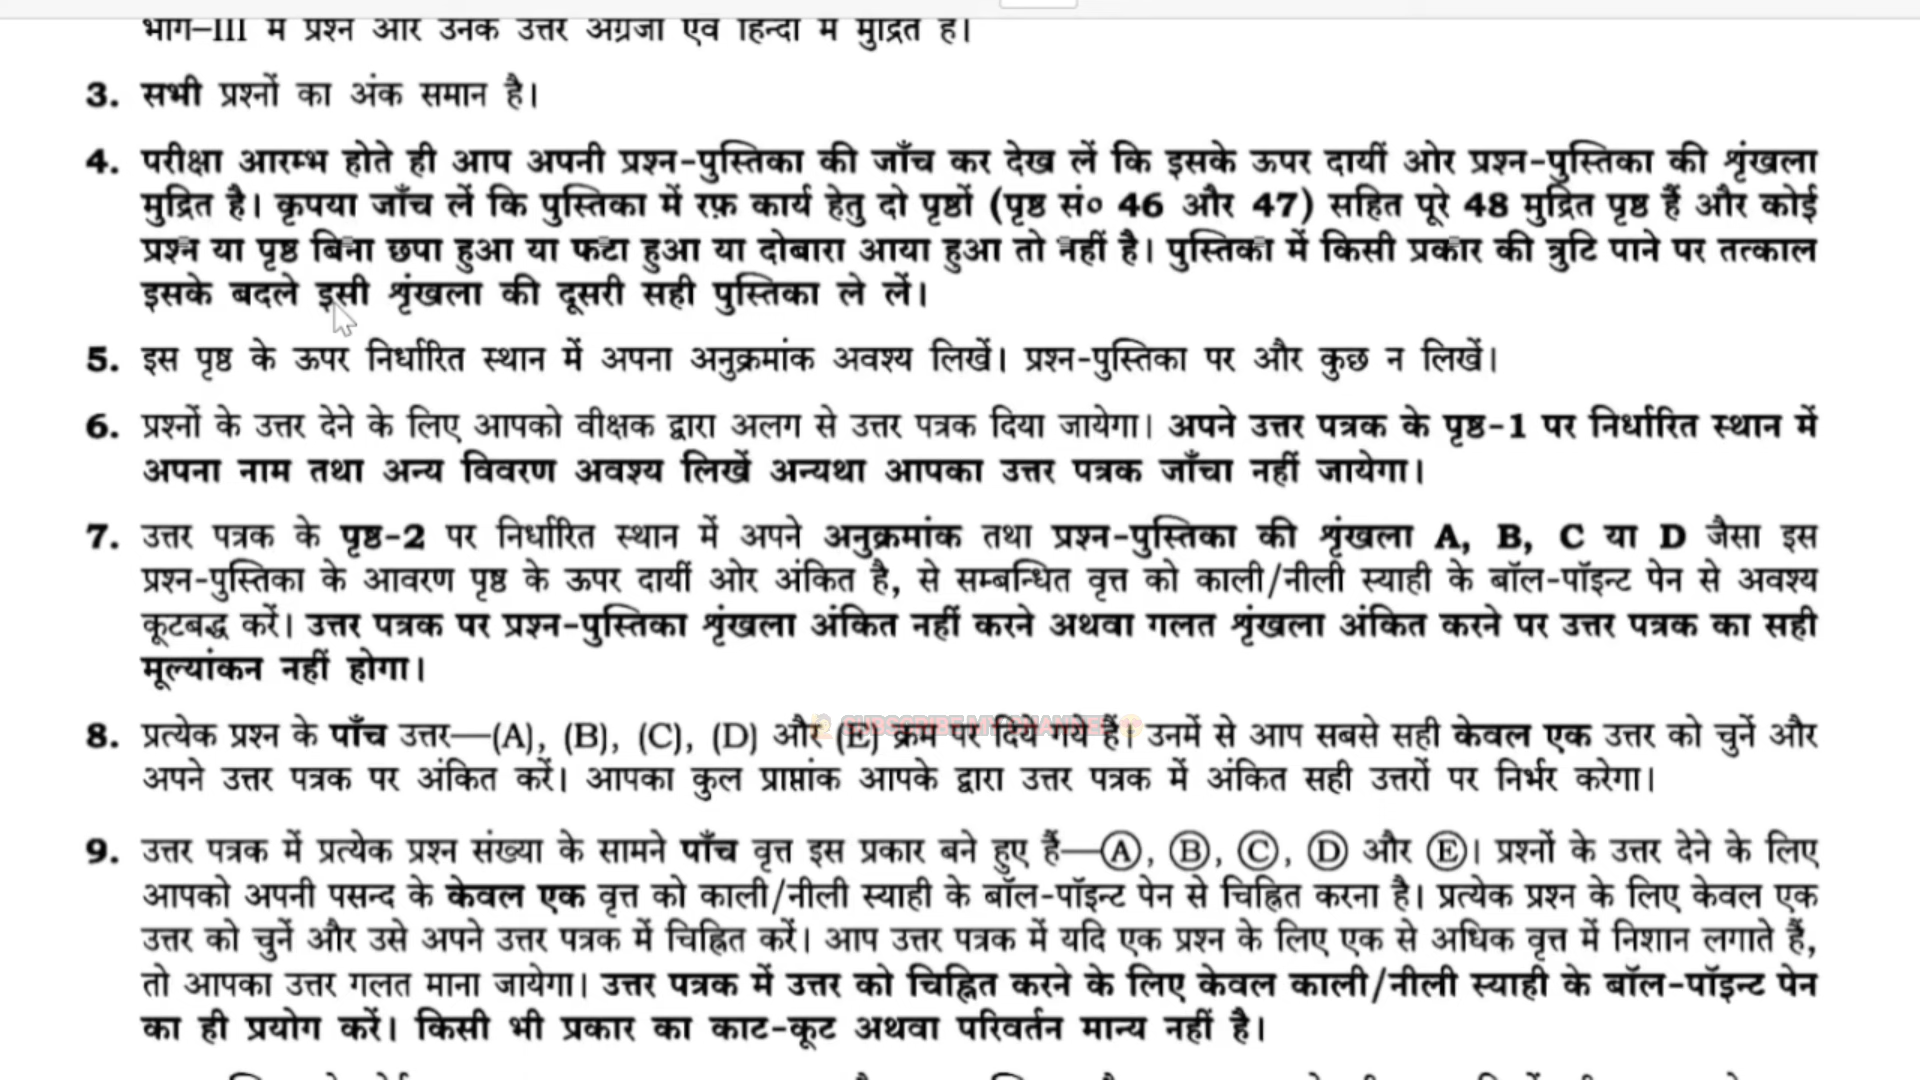 भाग–III में प्रश्न और उनके उत्तर अंग्रेजी एवं हिन्दी में मुद्रित हैं।
3. सभी प्रश्नों का अंक समान है।
4. परीक्षा आरम्भ होते ही आप अपनी प्रश्न-पुस्तिका की जाँच कर देख लें कि इसके ऊपर दायीं ओर प्रश्न-पुस्तिका की शृंखला
मुद्रित है। कृपया जाँच लें कि पुस्तिका में रफ़ कार्य हेतु दो पृष्ठों (पृष्ठ सं० 46 और 47) सहित पूरे 48 मुद्रित पृष्ठ हैं और कोई
प्रश्न या पृष्ठ बिना छपा हुआ या फटा हुआ या दोबारा आया हुआ तो नहीं है। पुस्तिका में किसी प्रकार की त्रुटि पाने पर तत्काल
इसके बदले इसी शृंखला की दूसरी सही पुस्तिका ले लें।
5. इस पृष्ठ के ऊपर निर्धारित स्थान में अपना अनुक्रमांक अवश्य लिखें। प्रश्न-पुस्तिका पर और कुछ न लिखें।
6. प्रश्नों के उत्तर देने के लिए आपको वीक्षक द्वारा अलग से उत्तर पत्रक दिया जायेगा। अपने उत्तर पत्रक के पृष्ठ-1 पर निर्धारित स्थान में
अपना नाम तथा अन्य विवरण अवश्य लिखें अन्यथा आपका उत्तर पत्रक जाँचा नहीं जायेगा।
7. उत्तर पत्रक के पृष्ठ-2 पर निर्धारित स्थान में अपने अनुक्रमांक तथा प्रश्न-पुस्तिका की शृंखला A, B, C या D जैसा इस
प्रश्न-पुस्तिका के आवरण पृष्ठ के ऊपर दायीं ओर अंकित है, से सम्बन्धित वृत्त को काली/नीली स्याही के बॉल-पॉइन्ट पेन से अवश्य
कूटबद्ध करें। उत्तर पत्रक पर प्रश्न-पुस्तिका शृंखला अंकित नहीं करने अथवा गलत शृंखला अंकित करने पर उत्तर पत्रक का सही
मूल्यांकन नहीं होगा।
8. प्रत्येक प्रश्न के पाँच उत्तर—(A), (B), (C), (D) और (E) क्रम पर दिये गये हैं। उनमें से आप सबसे सही केवल एक उत्तर को चुनें और
SUBSCRIBE MY CHANNEL
अपने उत्तर पत्रक पर अंकित करें। आपका कुल प्राप्तांक आपके द्वारा उत्तर पत्रक में अंकित सही उत्तरों पर निर्भर करेगा।
9. उत्तर पत्रक में प्रत्येक प्रश्न संख्या के सामने पाँच वृत्त इस प्रकार बने हुए हैं—Ⓐ, Ⓑ, Ⓒ, Ⓓ और Ⓔ। प्रश्नों के उत्तर देने के लिए
आपको अपनी पसन्द के केवल एक वृत्त को काली/नीली स्याही के बॉल-पॉइन्ट पेन से चिह्नित करना है। प्रत्येक प्रश्न के लिए केवल एक
उत्तर को चुनें और उसे अपने उत्तर पत्रक में चिह्नित करें। आप उत्तर पत्रक में यदि एक प्रश्न के लिए एक से अधिक वृत्त में निशान लगाते हैं,
तो आपका उत्तर गलत माना जायेगा। उत्तर पत्रक में उत्तर को चिह्नित करने के लिए केवल काली/नीली स्याही के बॉल-पॉइन्ट पेन
का ही प्रयोग करें। किसी भी प्रकार का काट-कूट अथवा परिवर्तन मान्य नहीं है।